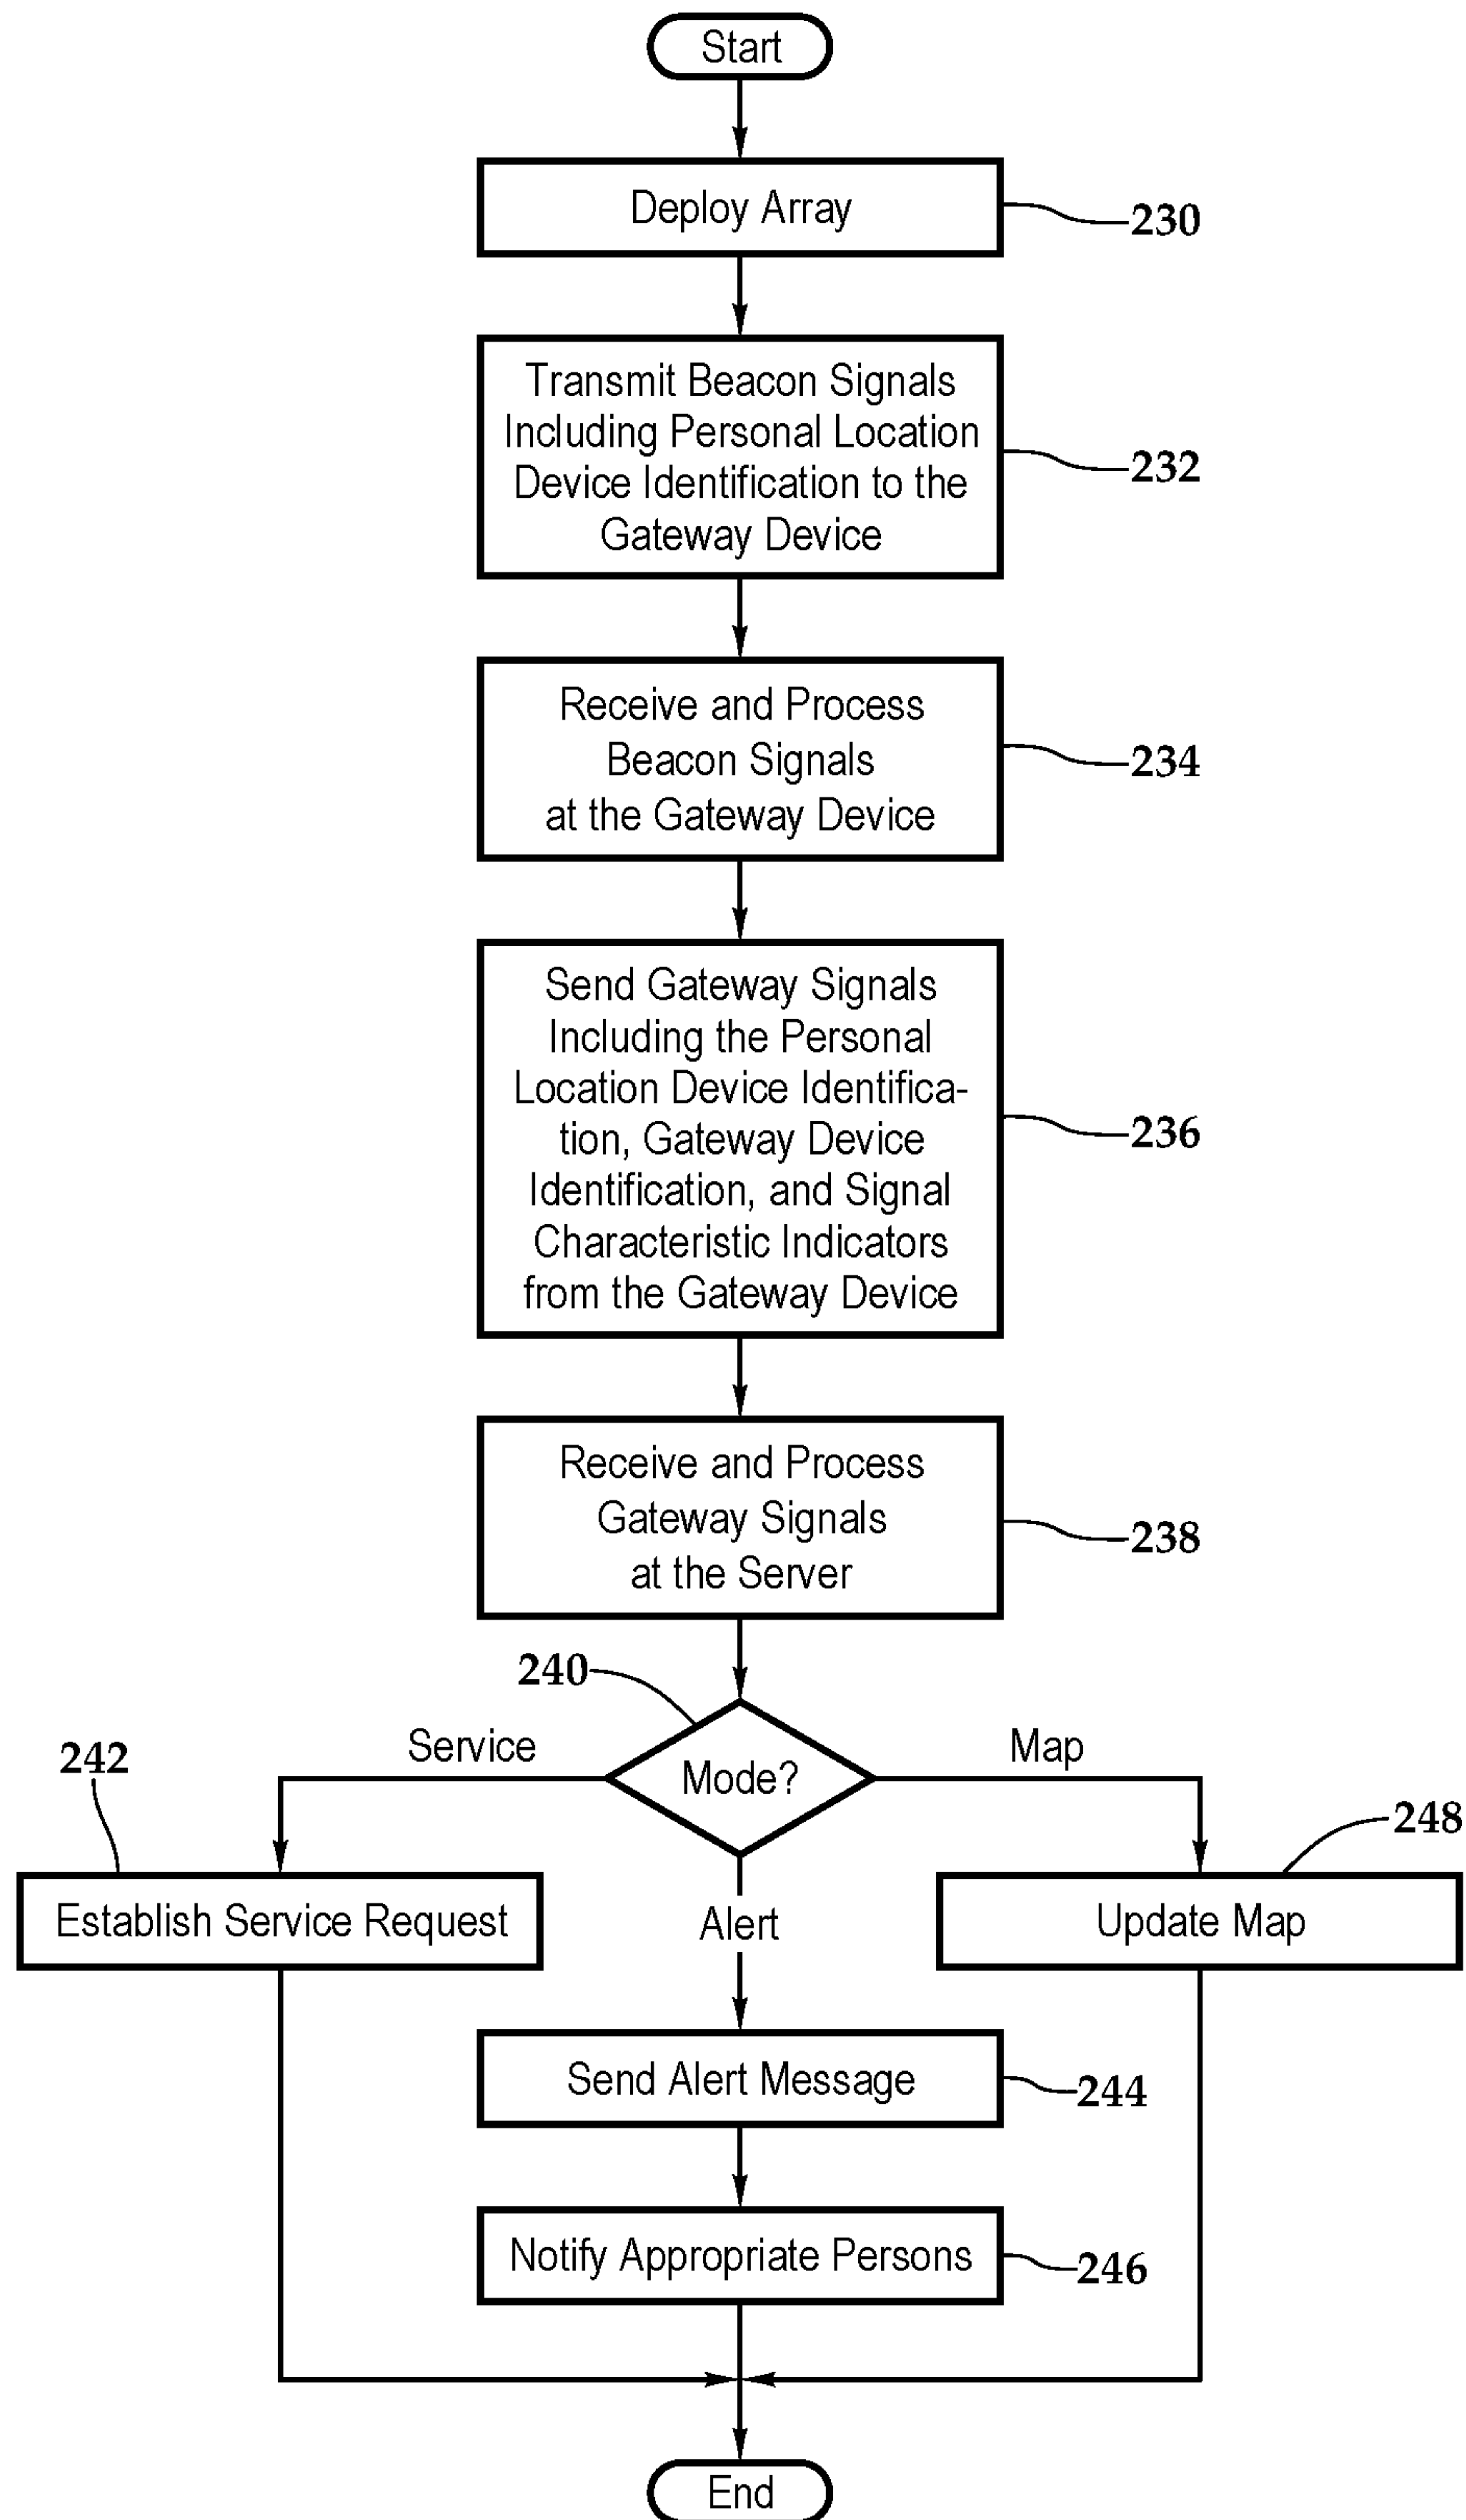 Start
Deploy Array
230
Transmit Beacon Signals
Including Personal Location
Device Identification to the
Gateway Device
232
Receive and Process
Beacon Signals
at the Gateway Device
234
Send Gateway Signals
Including the Personal
Location Device Identifica-
tion, Gateway Device
Identification, and Signal
Characteristic Indicators
from the Gateway Device
236
Receive and Process
Gateway Signals
at the Server
238
240
Mode?
Service
Map
242
248
Establish Service Request
Alert
Update Map
Send Alert Message
244
Notify Appropriate Persons
246
End